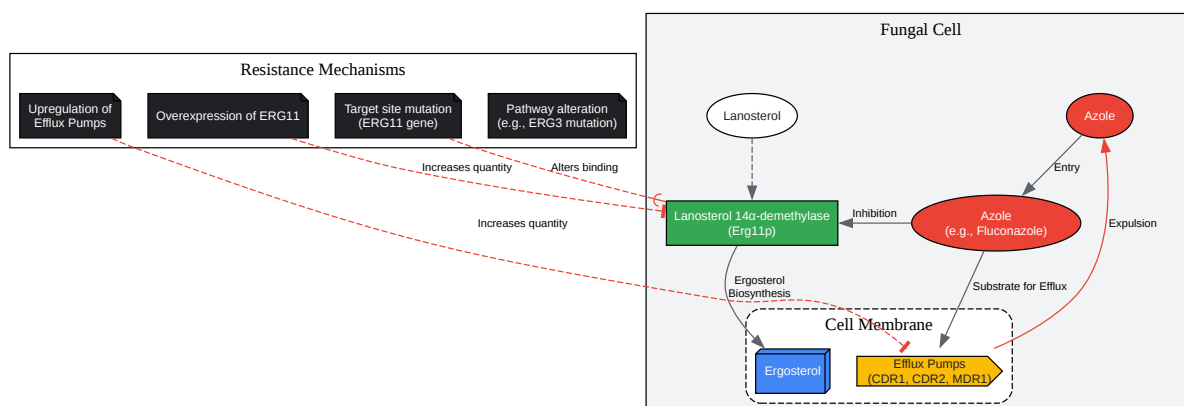 Fungal Cell
Resistance Mechanisms
Upregulation of
Efflux Pumps
Overexpression of ERG11
Target site mutation
(ERG11 gene)
Pathway alteration
(e.g., ERG3 mutation)
Lanosterol
Azole
Increases quantity
Alters binding
Entry
Lanosterol 14α-demethylase
(Erg11p)
Inhibition
Azole
(e.g., Fluconazole)
Increases quantity
Expulsion
Ergosterol
Biosynthesis
Substrate for Efflux
Cell Membrane
Ergosterol
Efflux Pumps
(CDR1, CDR2, MDR1)